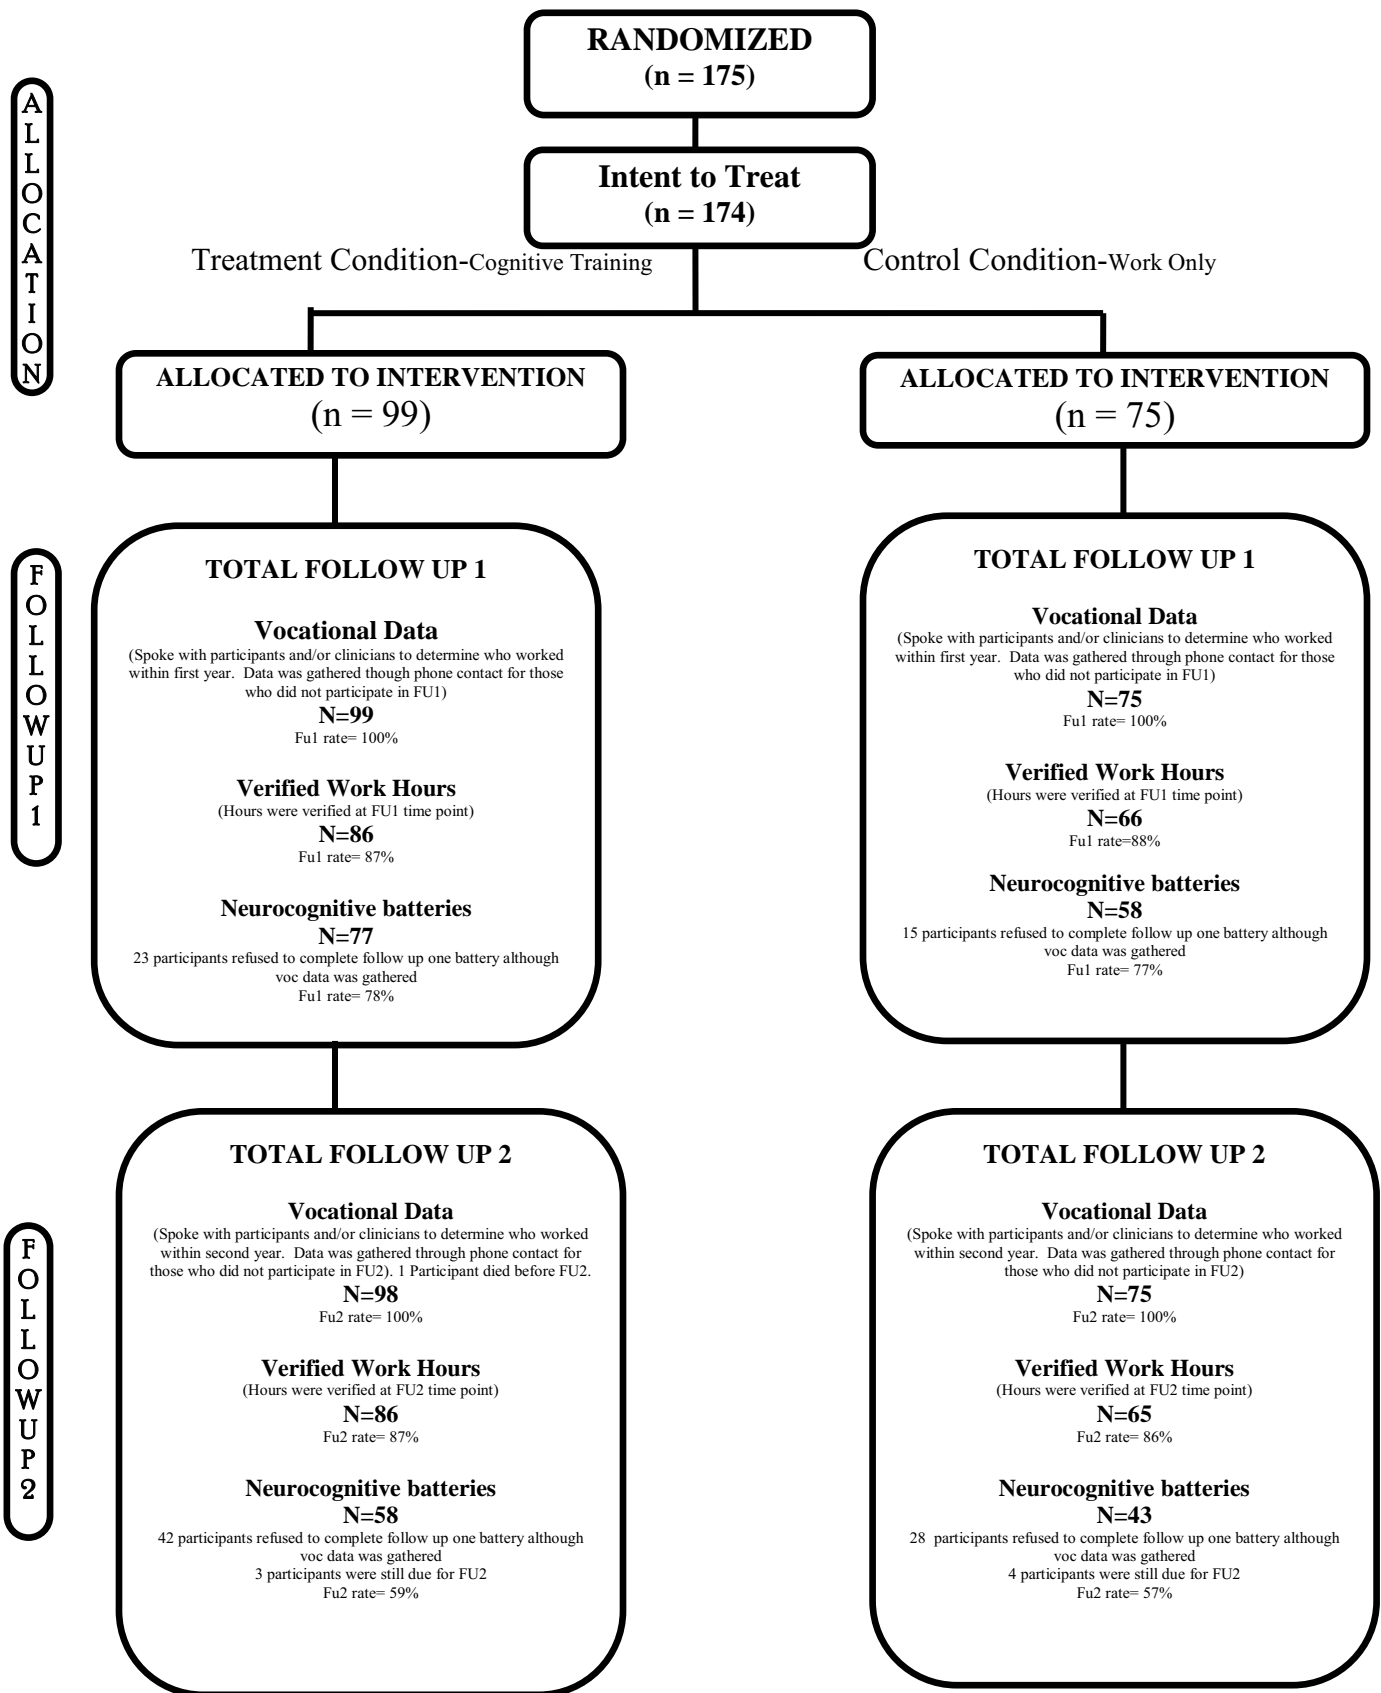 RANDOMIZED
(n = 175)
ALLOCATION
Intent to Treat
(n = 174)
Treatment Condition-Cognitive Training
Control Condition-Work Only
ALLOCATED TO INTERVENTION
(n = 99)
ALLOCATED TO INTERVENTION
(n = 75)
FOLLOWUP1
TOTAL FOLLOW UP 1
Vocational Data
(Spoke with participants and/or clinicians to determine who worked
within first year.  Data was gathered though phone contact for those
who did not participate in FU1)
N=99
Fu1 rate= 100%
Verified Work Hours
(Hours were verified at FU1 time point)
N=86
Fu1 rate= 87%
Neurocognitive batteries
N=77
23 participants refused to complete follow up one battery although
voc data was gathered
Fu1 rate= 78%
TOTAL FOLLOW UP 1
Vocational Data
(Spoke with participants and/or clinicians to determine who worked
within first year.  Data was gathered through phone contact for those
who did not participate in FU1)
N=75
Fu1 rate= 100%
Verified Work Hours
(Hours were verified at FU1 time point)
N=66
Fu1 rate=88%
Neurocognitive batteries
N=58
15 participants refused to complete follow up one battery although
voc data was gathered
Fu1 rate= 77%
FOLLOWUP2
TOTAL FOLLOW UP 2
Vocational Data
(Spoke with participants and/or clinicians to determine who worked
within second year.  Data was gathered through phone contact for
those who did not participate in FU2). 1 Participant died before FU2.
N=98
Fu2 rate= 100%
Verified Work Hours
(Hours were verified at FU2 time point)
N=86
Fu2 rate= 87%
Neurocognitive batteries
N=58
42 participants refused to complete follow up one battery although
voc data was gathered
3 participants were still due for FU2
Fu2 rate= 59%
TOTAL FOLLOW UP 2
Vocational Data
(Spoke with participants and/or clinicians to determine who worked
within second year.  Data was gathered through phone contact for
those who did not participate in FU2)
N=75
Fu2 rate= 100%
Verified Work Hours
(Hours were verified at FU2 time point)
N=65
Fu2 rate= 86%
Neurocognitive batteries
N=43
28  participants refused to complete follow up one battery although
voc data was gathered
4 participants were still due for FU2
Fu2 rate= 57%